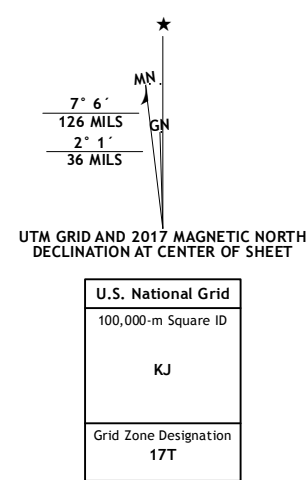 ★
MN
7° 6´
126 MILS
GN
2° 1´
36 MILS
UTM GRID AND 2017 MAGNETIC NORTH
DECLINATION AT CENTER OF SHEET
U.S. National Grid
100,000-m Square ID
KJ
Grid Zone Designation
17T